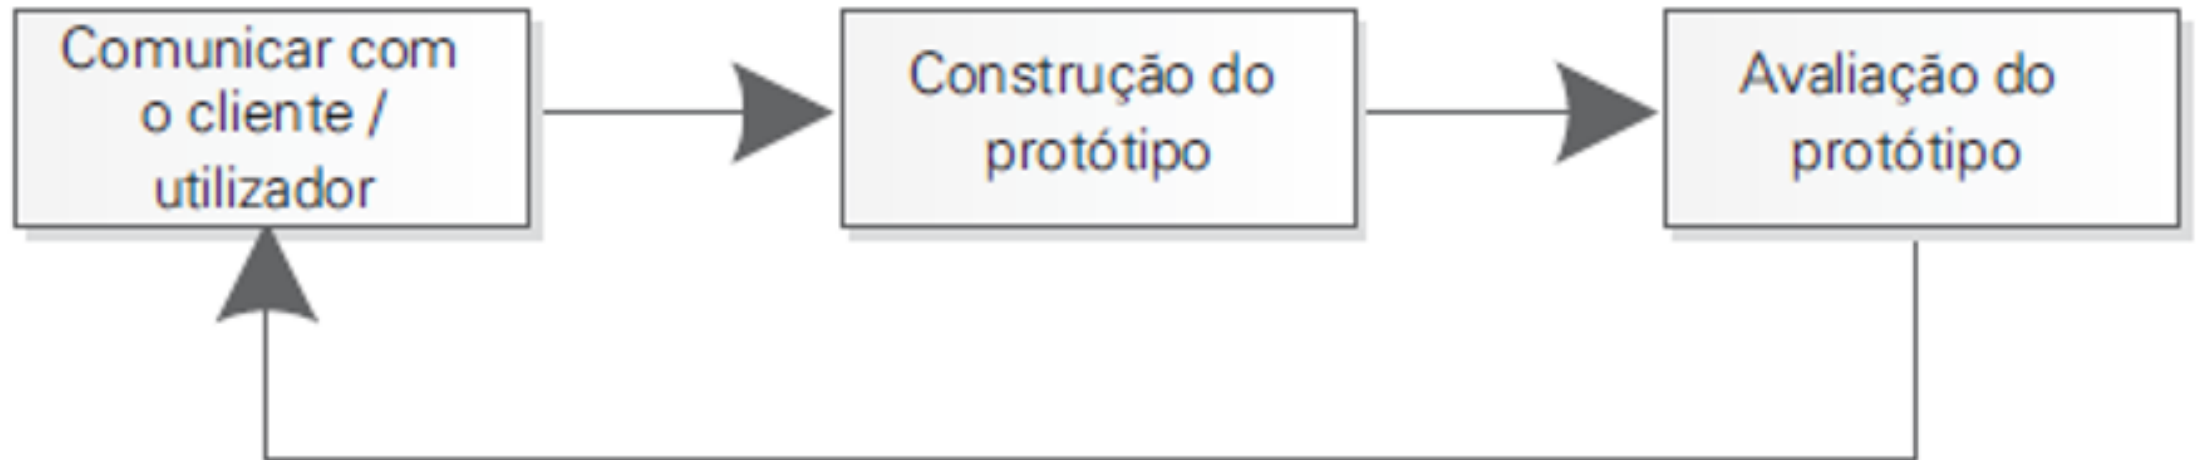 Comunicar com
o cliente /
utilizador
Construção do
protótipo
Avaliação do
protótipo